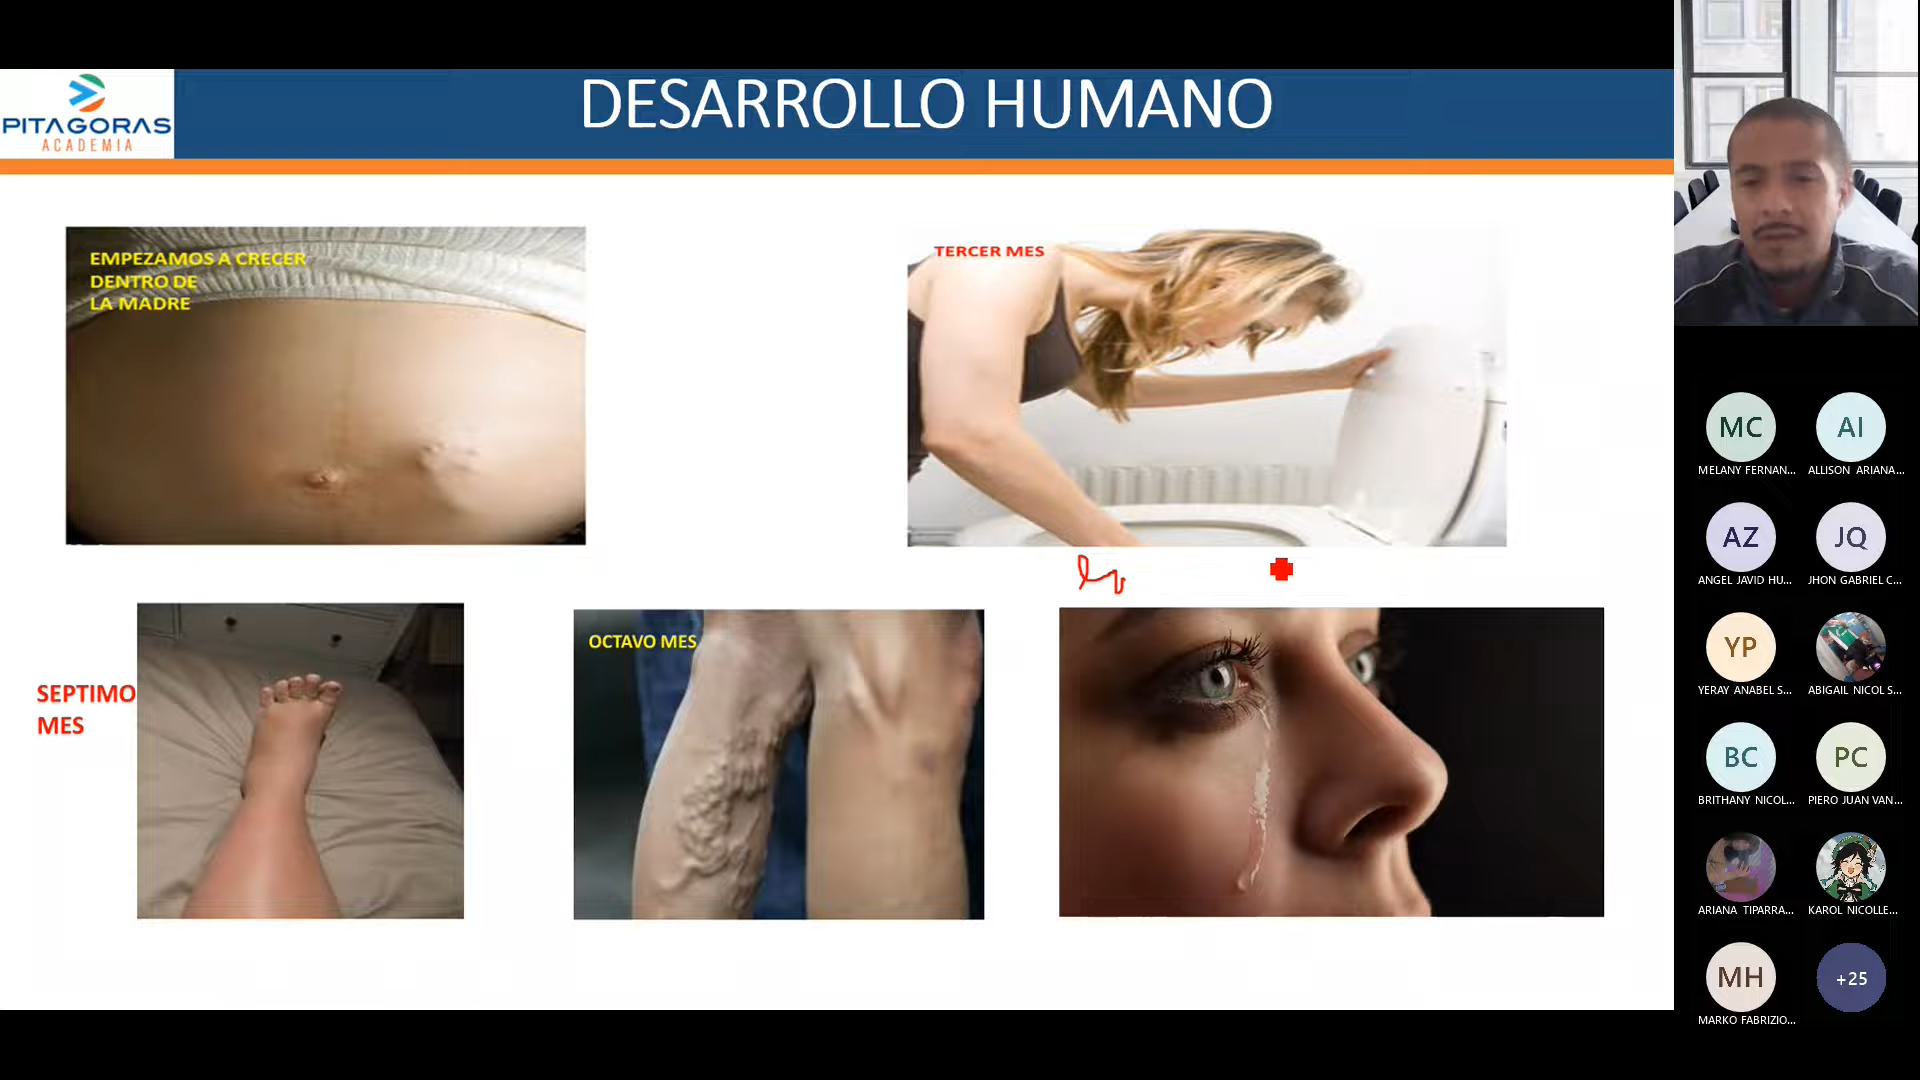 PITAGORAS
ACADEMIA
DESARROLLO HUMANO
EMPEZAMOS A CRECER
DENTRO DE
LA MADRE
TERCER MES
SEPTIMO
MES
OCTAVO MES
MC
AI
MELANY FERNAN...
ALLISON ARIANA...
AZ
JQ
ANGEL JAVID HU...
JHON GABRIEL C...
YP
YERAY ANABEL S...
ABIGAIL NICOL S...
BC
PC
BRITHANY NICOL...
PIERO JUAN VAN...
ARIANA TIPARRA...
KAROL NICOLLE...
MH
+25
MARKO FABRIZIO...